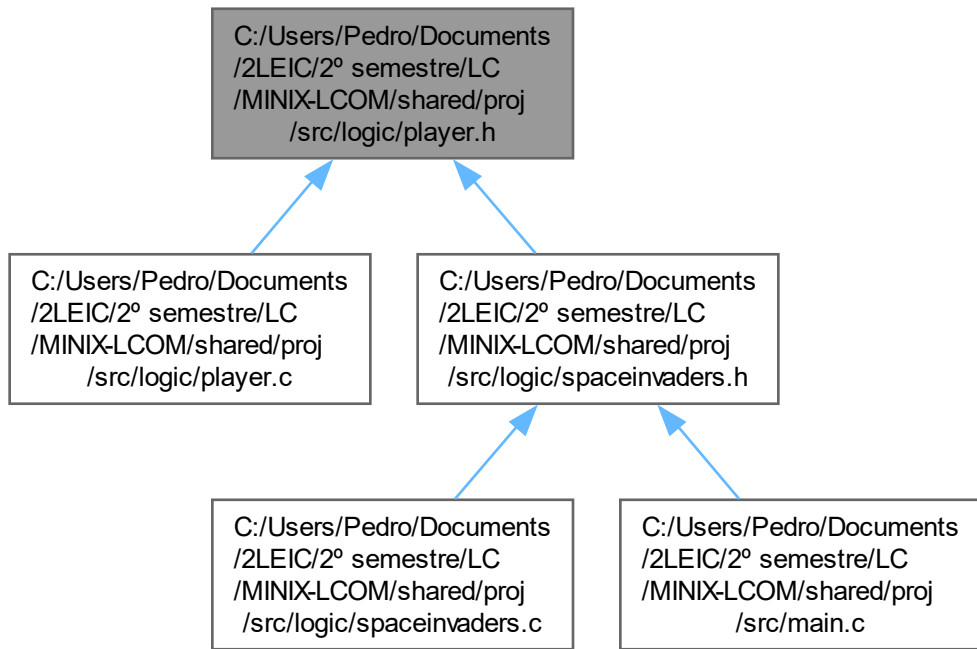 C:/Users/Pedro/Documents
/2LEIC/2º semestre/LC
/MINIX-LCOM/shared/proj
/src/logic/player.h
C:/Users/Pedro/Documents
/2LEIC/2º semestre/LC
/MINIX-LCOM/shared/proj
/src/logic/player.c
C:/Users/Pedro/Documents
/2LEIC/2º semestre/LC
/MINIX-LCOM/shared/proj
/src/logic/spaceinvaders.h
C:/Users/Pedro/Documents
/2LEIC/2º semestre/LC
/MINIX-LCOM/shared/proj
/src/logic/spaceinvaders.c
C:/Users/Pedro/Documents
/2LEIC/2º semestre/LC
/MINIX-LCOM/shared/proj
/src/main.c